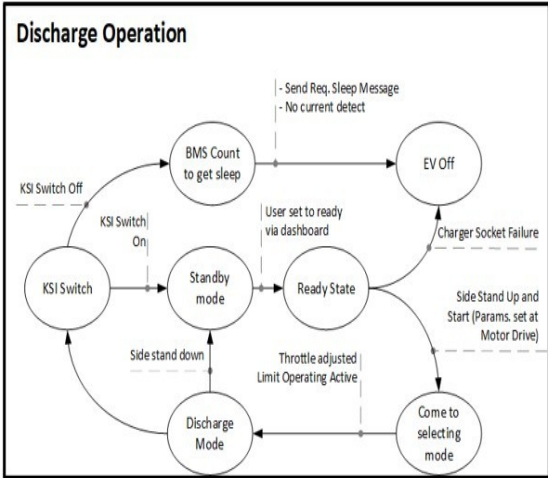 Discharge Operation
- Send Req. Sleep Message
- No current detect
BMS Count
to get sleep
EV Off
KSI Switch Off
KSI Switch
On
User set to ready
via dashboard
Charger Socket Failure
KSI Switch
Standby
mode
Ready State
Side Stand Up and
Start (Params. set at
Motor Drive)
Side stand down
Throttle adjusted
Limit Operating Active
Discharge
Mode
Come to
selecting
mode